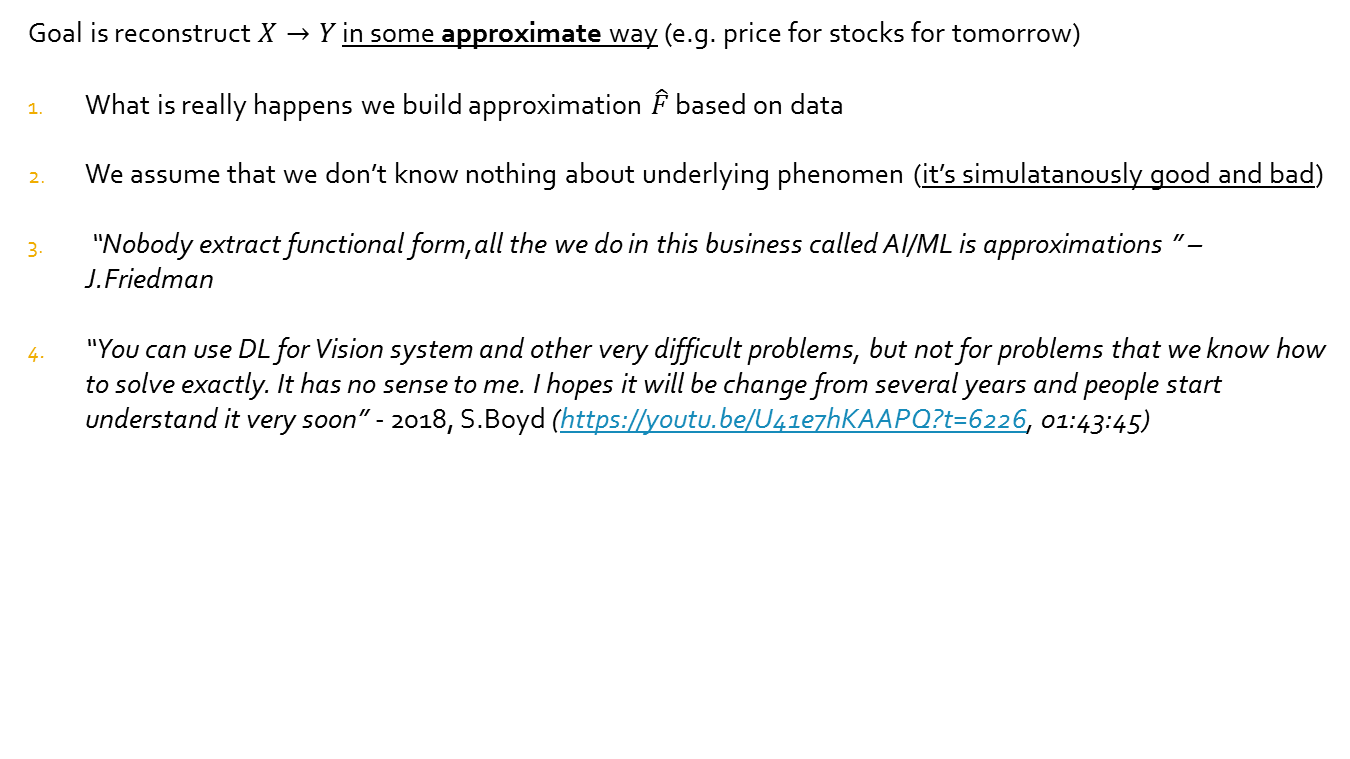 Goal is reconstruct X → Y in some approximate way (e.g. price for stocks for tomorrow)
1. What is really happens we build approximation F̂ based on data
2. We assume that we don’t know nothing about underlying phenomen (it’s simulatanously good and bad)
3. “Nobody extract functional form, all the we do in this business called AI/ML is approximations ” –
J.Friedman
4. “You can use DL for Vision system and other very difficult problems, but not for problems that we know how
to solve exactly. It has no sense to me. I hopes it will be change from several years and people start
understand it very soon” - 2018, S.Boyd (https://youtu.be/U41e7hKAAPQ?t=6226, 01:43:45)